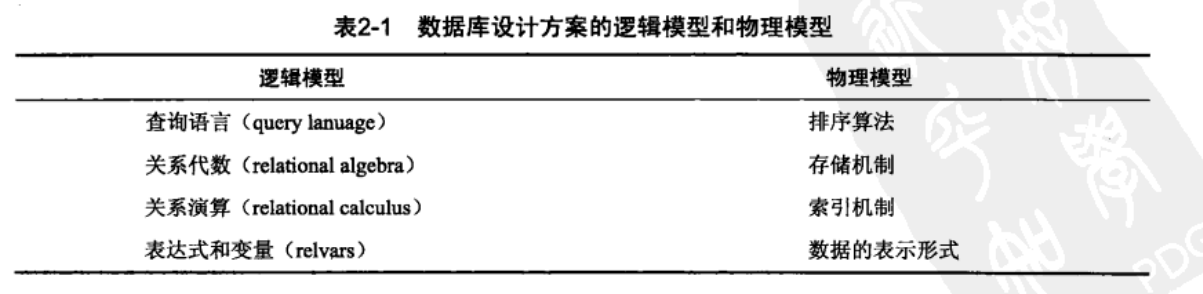 表2-1 数据库设计方案的逻辑模型和物理模型
逻辑模型 物理模型
查询语言（query lanuage） 排序算法
关系代数（relational algebra） 存储机制
关系演算（relational calculus） 索引机制
表达式和变量（relvars） 数据的表示形式
PDG